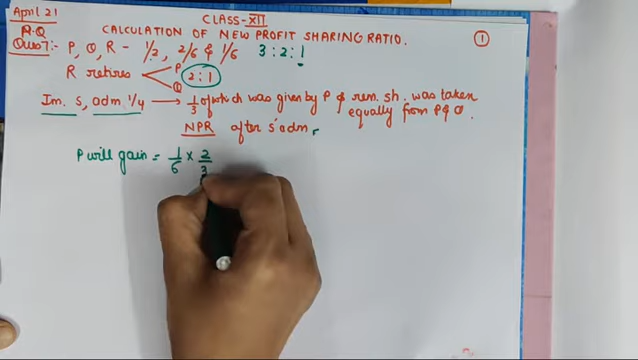 April 21
CLASS-XII
P.Q
CALCULATION OF NEW PROFIT SHARING RATIO.
1
Ques 7:- P, Q, R - 1/2, 2/6 & 1/6 3:2:1
R retires P Q 2:1
Im. S, adm. 1/4 → 1/3 of which was given by P & rem. sh. was taken
equally from P & Q.
NPR after S' adm.
P will gain = 1/6 × 2/3